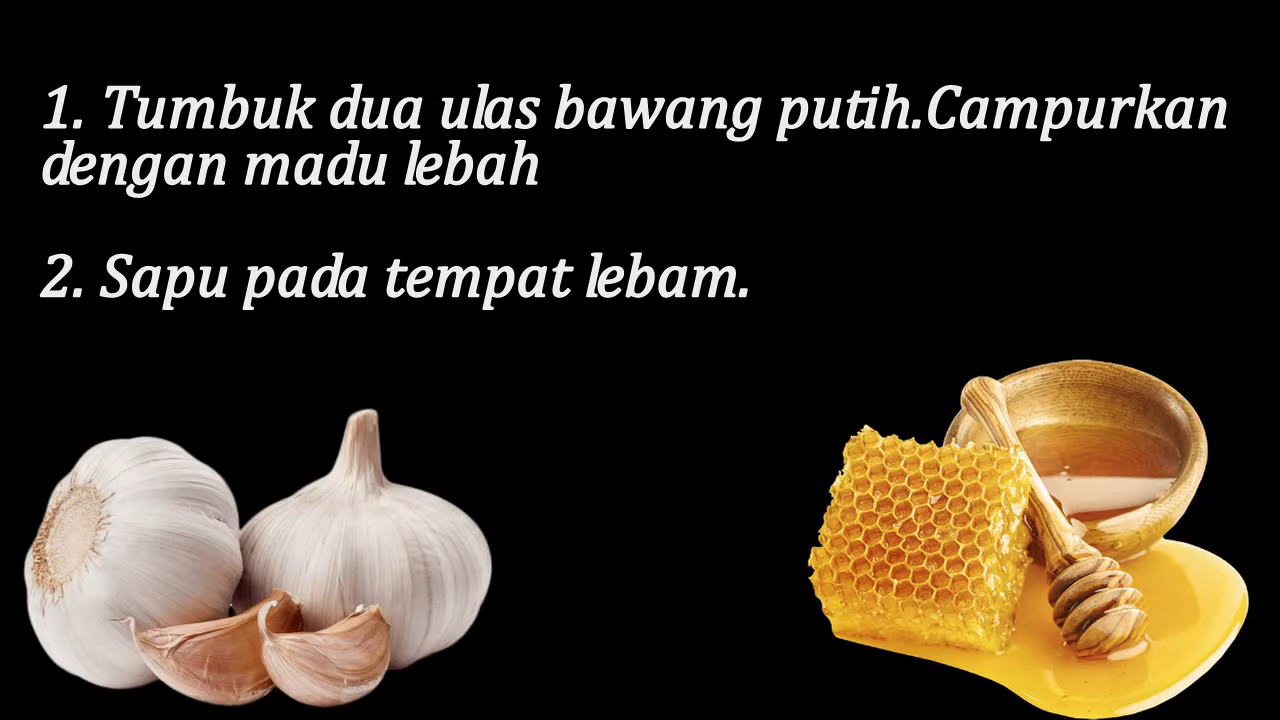 1. Tumbuk dua ulas bawang putih.Campurkan
dengan madu lebah
2. Sapu pada tempat lebam.